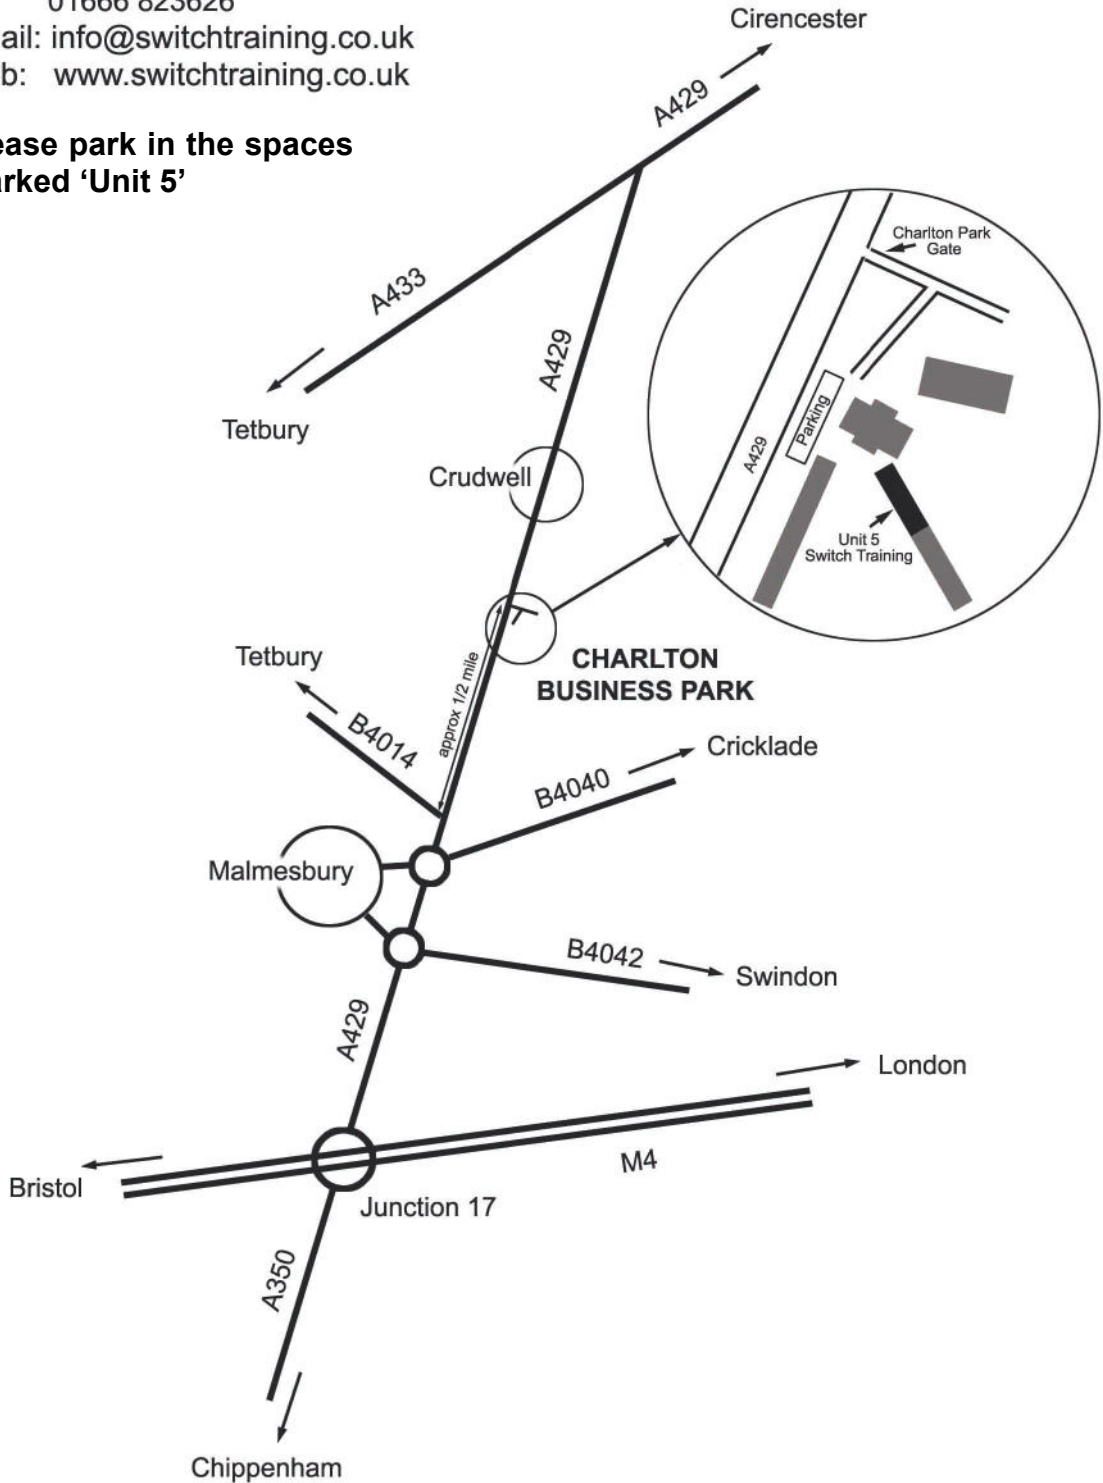 01666 823626
ail: info@switchtraining.co.uk
b: www.switchtraining.co.uk
ease park in the spaces
arked ‘Unit 5’
Cirencester
A429
A433
Tetbury
A429
Crudwell
Charlton Park
Gate
Parking
A429
Unit 5
Switch Training
CHARLTON
BUSINESS PARK
approx 1/2 mile
Tetbury
B4014
Cricklade
B4040
Malmesbury
B4042
Swindon
A429
London
M4
Bristol
Junction 17
A350
Chippenham